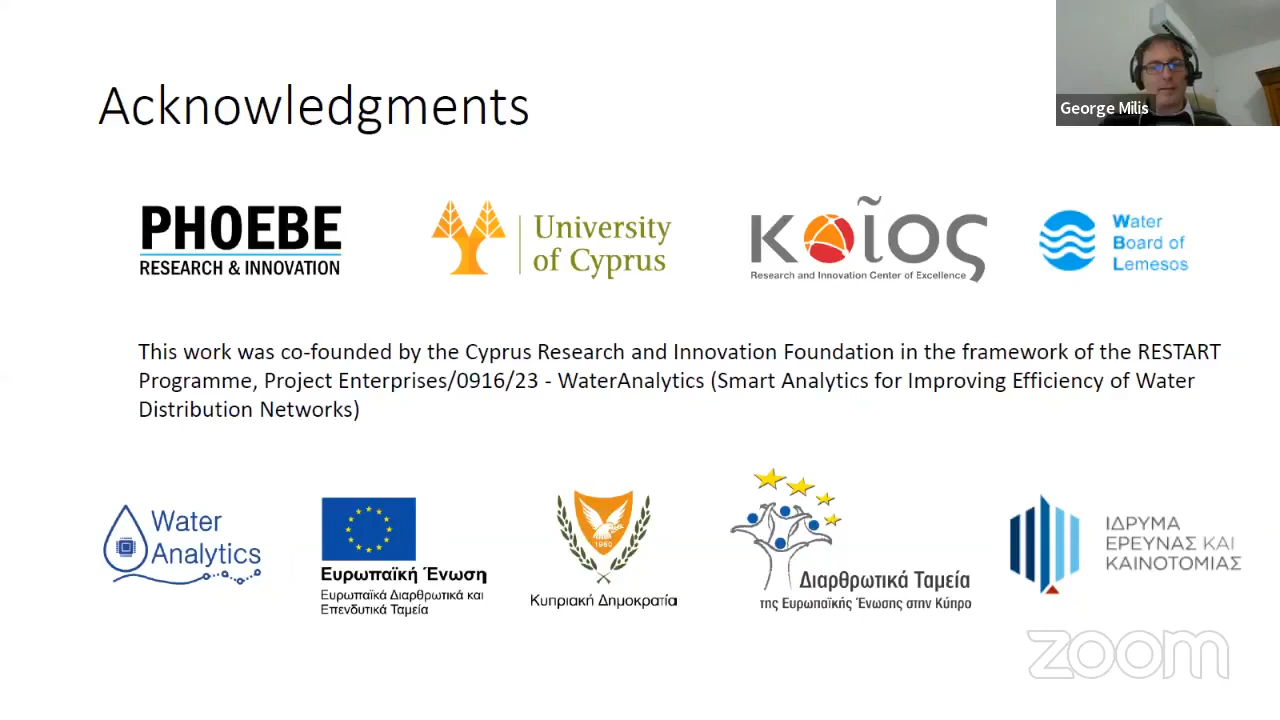 Acknowledgments
George Milis
PHOEBE
RESEARCH & INNOVATION
University
of Cyprus
κοῖος
Research and Innovation Center of Excellence
Water
Board of
Lemesos
This work was co-founded by the Cyprus Research and Innovation Foundation in the framework of the RESTART
Programme, Project Enterprises/0916/23 - WaterAnalytics (Smart Analytics for Improving Efficiency of Water
Distribution Networks)
Water
Analytics
Ευρωπαϊκή Ένωση
Ευρωπαϊκά Διαρθρωτικά και
Επενδυτικά Ταμεία
1960
Κυπριακή Δημοκρατία
Διαρθρωτικά Ταμεία
της Ευρωπαϊκής Ένωσης στην Κύπρο
ΙΔΡΥΜΑ
ΕΡΕΥΝΑΣ ΚΑΙ
ΚΑΙΝΟΤΟΜΙΑΣ
zoom